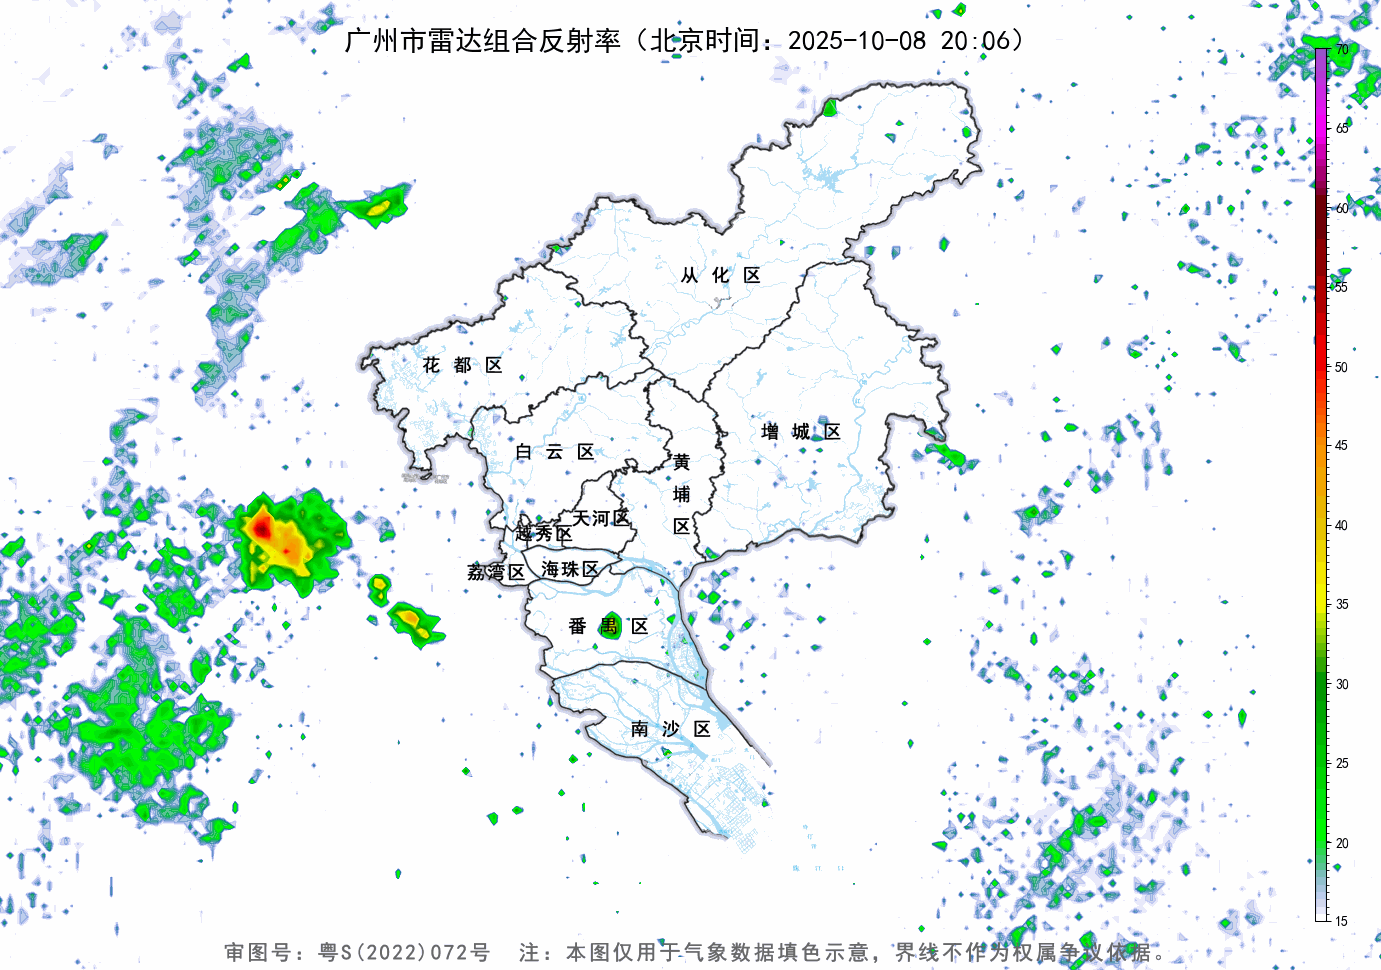 广州市雷达组合反射率（北京时间：2025-10-08 20:06）
70
65
60
55
50
45
40
35
30
25
20
15
从化区
花都区
增城区
白云区
黄埔区
天河区
越秀区
海珠区
荔湾区
番禺区
南沙区
审图号：粤S(2022)072号 注：本图仅用于气象数据填色示意，界线不作为权属争议依据。